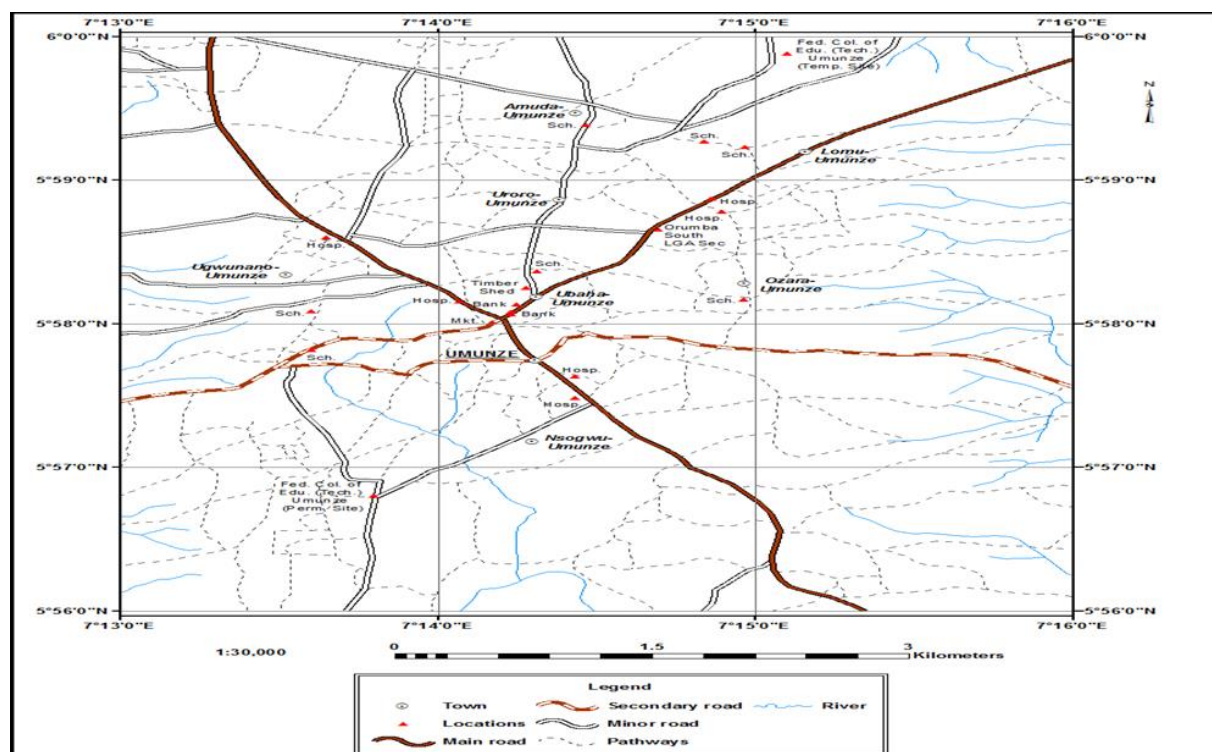 7°13'0"E
7°14'0"E
7°15'0"E
7°16'0"E
6°0'0"N
6°0'0"N
Fed. Col. of
Edu. (Tech.)
Umunze
(Temp. Site)
N
Amuda-
Umunze
Sch.
Sch.
Sch.
Lomu-
Umunze
5°59'0"N
5°59'0"N
Uroro-
Umunze
Hosp.
Hosp.
Orumba
South
LGA Sec
Hosp.
Ugwunano-
Umunze
Sch.
Timber
Shed
Ozara-
Umunze
Ubaha-
Umunze
Hosp.
Bank
Sch.
Sch.
Bank
Mkt.
5°58'0"N
5°58'0"N
Sch.
UMUNZE
Hosp.
Hosp.
Nsogwu-
Umunze
5°57'0"N
5°57'0"N
Fed. Col. of
Edu. (Tech.)
Umunze
(Perm. Site)
5°56'0"N
5°56'0"N
7°13'0"E
7°14'0"E
7°15'0"E
7°16'0"E
1:30,000
0
1.5
3
Kilometers
Legend
Town
Secondary road
River
Locations
Minor road
Main road
Pathways